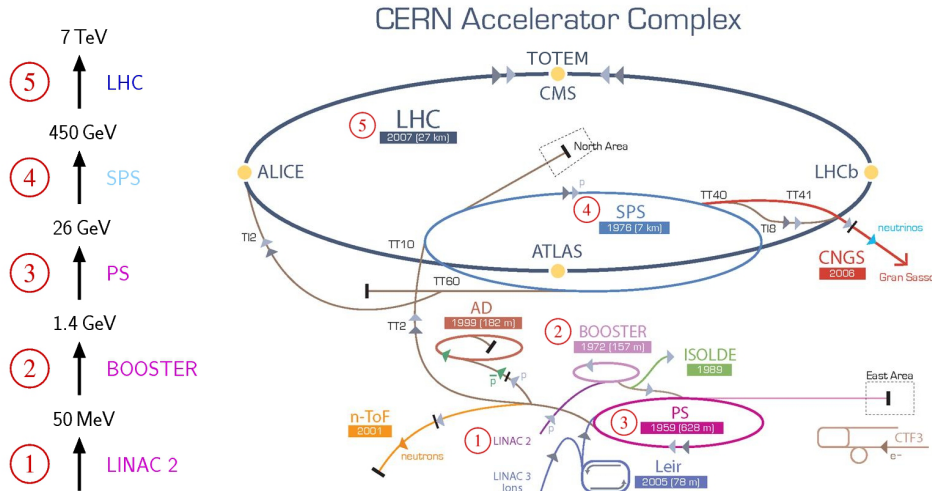 CERN Accelerator Complex
7 TeV
5
LHC
450 GeV
4
SPS
26 GeV
3
PS
1.4 GeV
2
BOOSTER
50 MeV
1
LINAC 2
TOTEM
CMS
5
LHC
2007 (27 km)
North Area
ALICE
LHCb
p
TT40
TT41
4
SPS
1976 (7 km)
TI8
neutrinos
TI2
TT10
ATLAS
CNGS
2006
Gran Sasso
TT60
AD
1999 (182 m)
TT2
2
BOOSTER
1972 (157 m)
ISOLDE
1989
p
p̅
East Area
n-ToF
2001
p
3
PS
1959 (628 m)
1
LINAC 2
neutrons
CTF3
e–
LINAC 3
Ions
Leir
2005 (78 m)